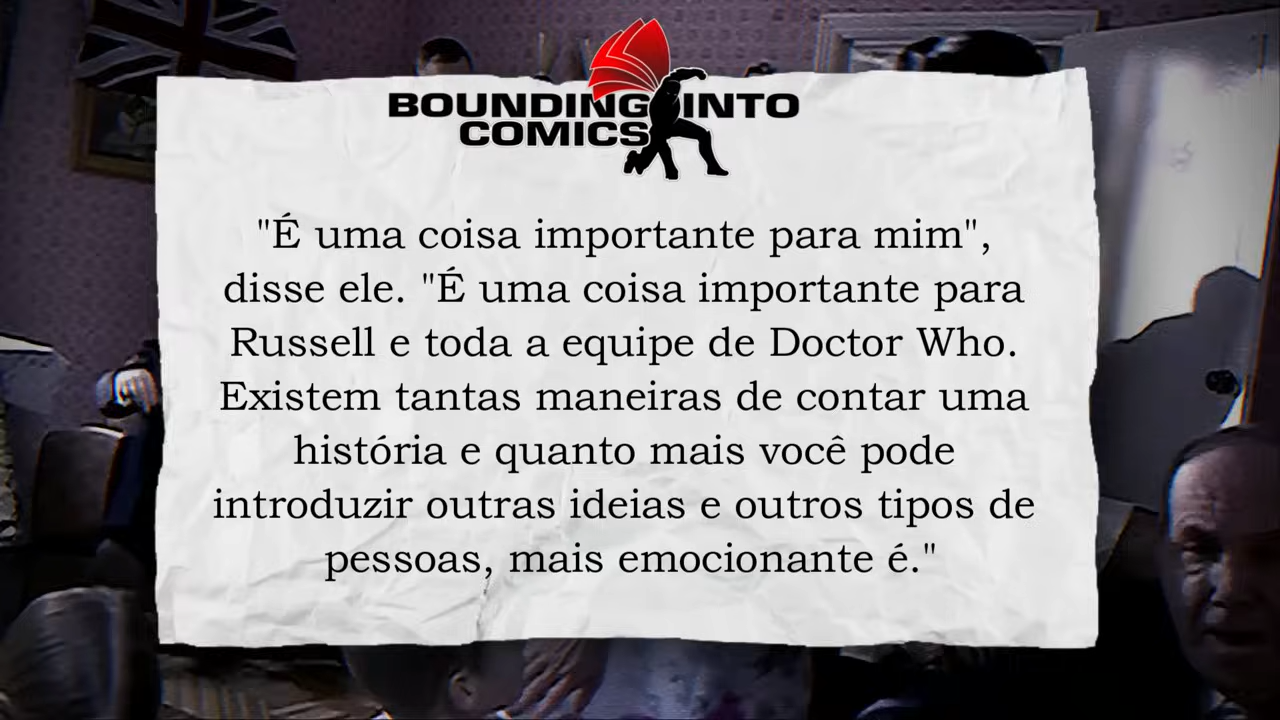 BOUNDING INTO
COMICS
"É uma coisa importante para mim",
disse ele. "É uma coisa importante para
Russell e toda a equipe de Doctor Who.
Existem tantas maneiras de contar uma
história e quanto mais você pode
introduzir outras ideias e outros tipos de
pessoas, mais emocionante é."